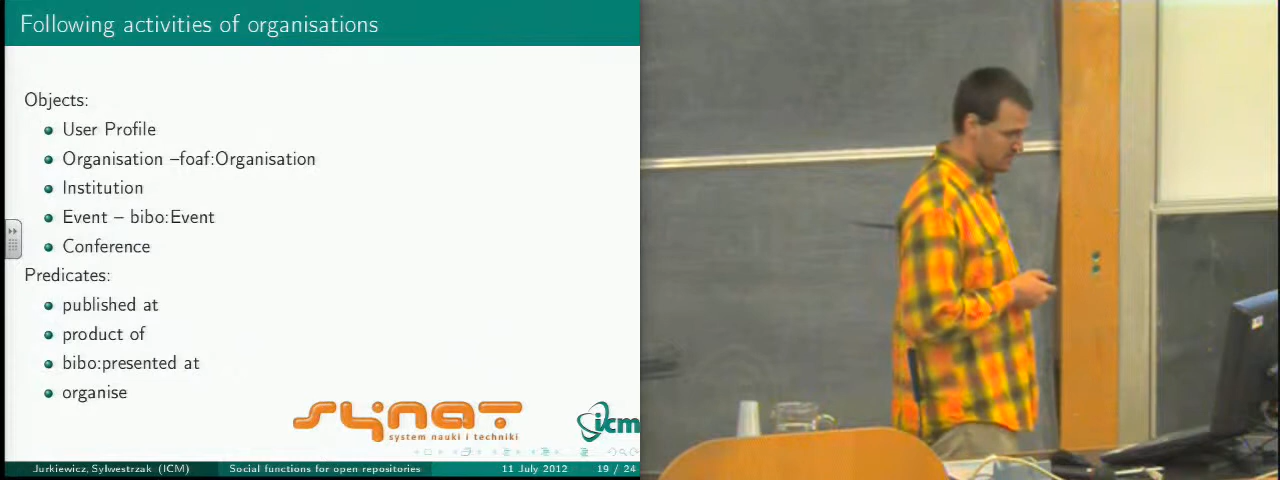 Following activities of organisations
Objects:
User Profile
Organisation –foaf:Organisation
Institution
Event – bibo:Event
Conference
Predicates:
published at
product of
bibo:presented at
organise
synat
system nauki i techniki
icm
Jurkiewicz, Sylwestrzak (ICM) Social functions for open repositories 11 July 2012 19 / 24